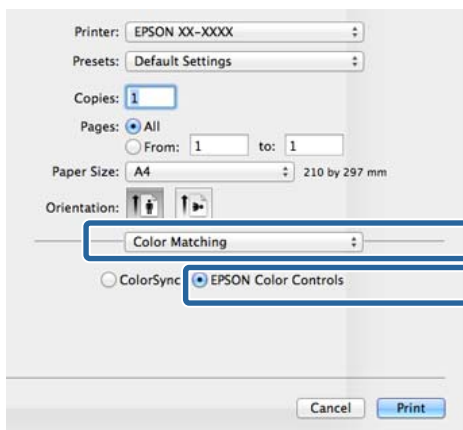 Printer: EPSON XX-XXXX
Presets: Default Settings
Copies: 1
Pages: All
From: 1 to: 1
Paper Size: A4 210 by 297 mm
Orientation:
Color Matching
ColorSync EPSON Color Controls
Cancel Print